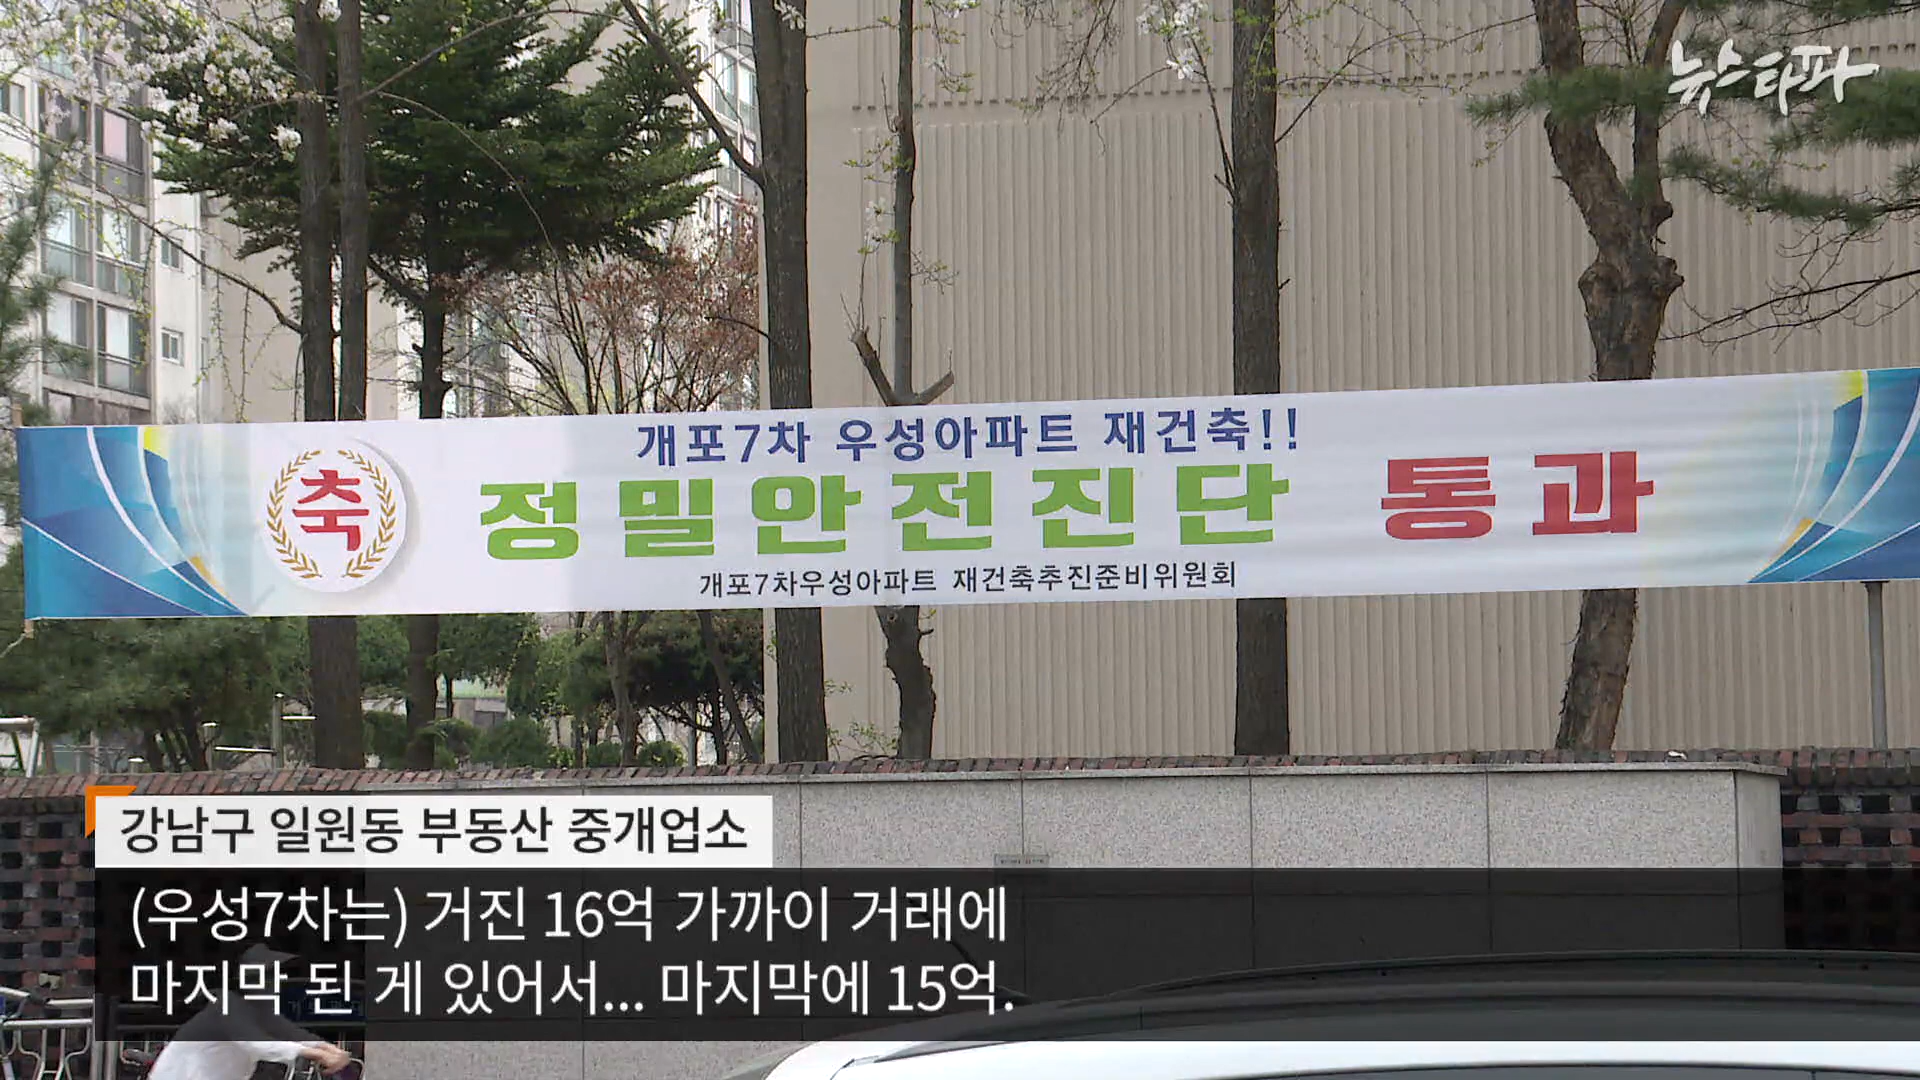 뉴스타파
개포7차 우성아파트 재건축!!
축
정밀안전진단 통과
개포7차우성아파트 재건축추진준비위원회
강남구 일원동 부동산 중개업소
(우성7차는) 거진 16억 가까이 거래에
마지막 된 게 있어서... 마지막에 15억.